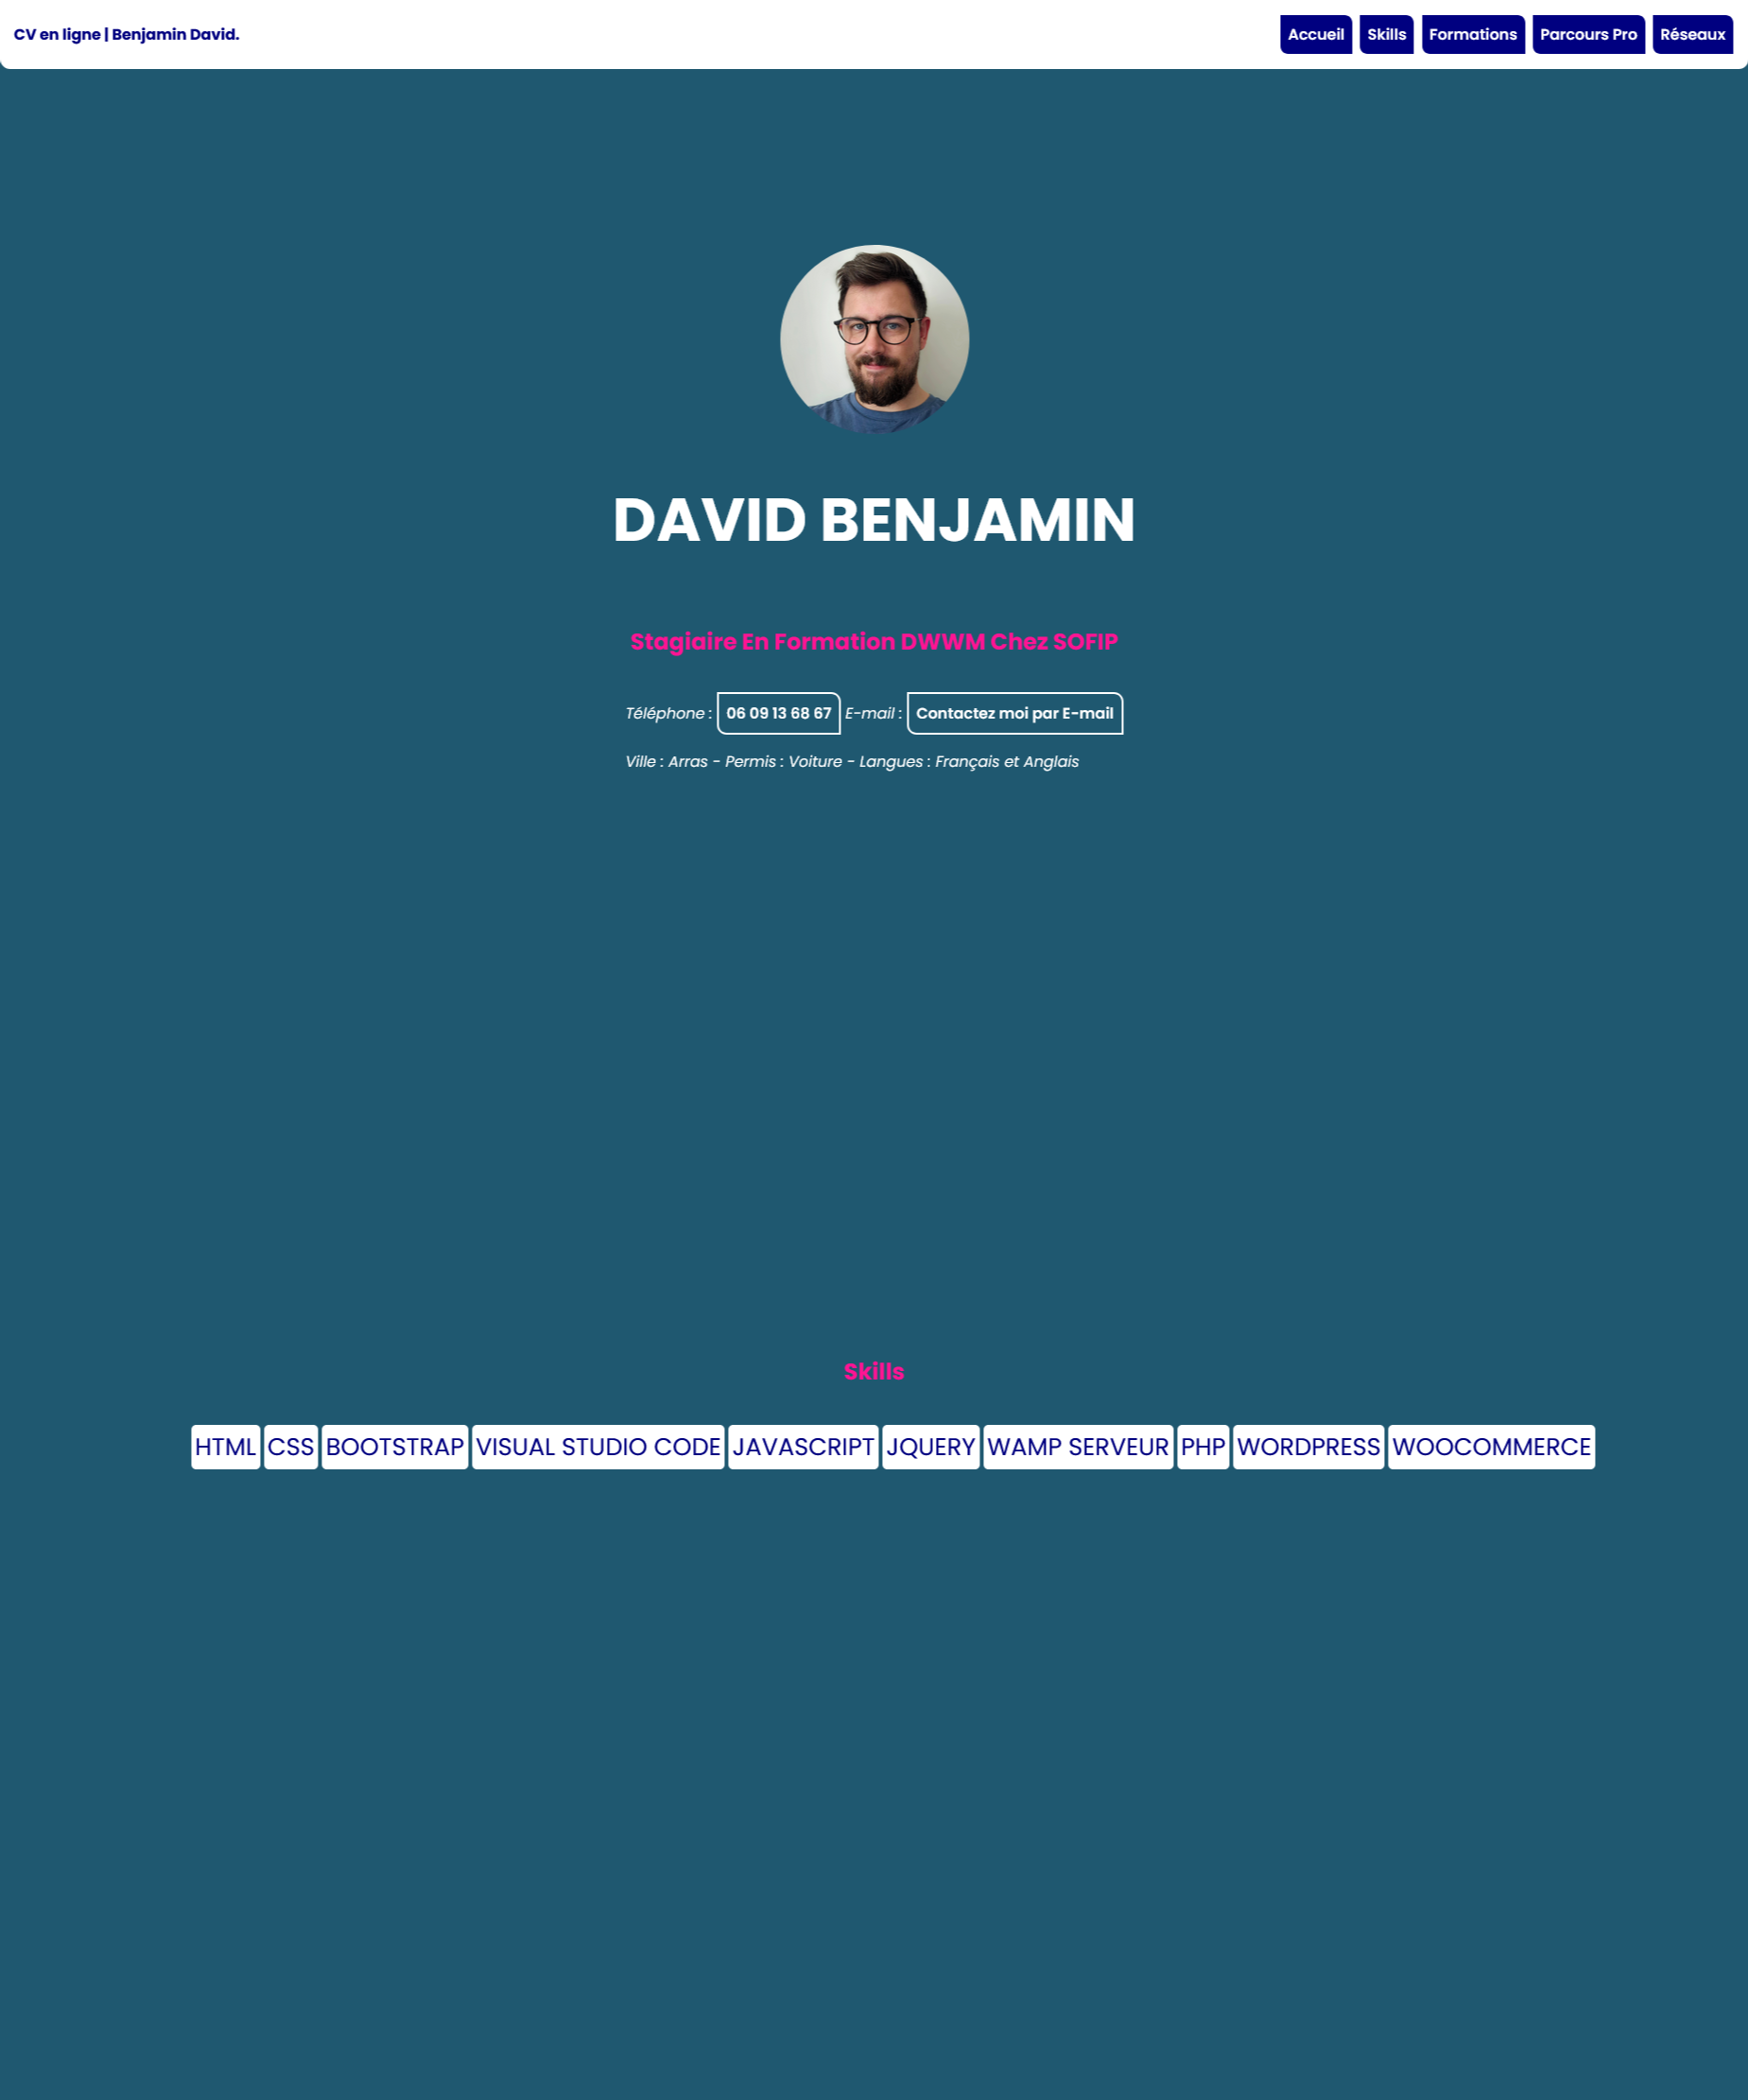 CV en ligne | Benjamin David. Accueil Skills Formations Parcours Pro Réseaux
DAVID BENJAMIN
Stagiaire En Formation DWWM Chez SOFIP
Téléphone : 06 09 13 68 67 E-mail : Contactez moi par E-mail
Ville : Arras - Permis : Voiture - Langues : Français et Anglais
Skills
HTML CSS BOOTSTRAP VISUAL STUDIO CODE JAVASCRIPT JQUERY WAMP SERVEUR PHP WORDPRESS WOOCOMMERCE